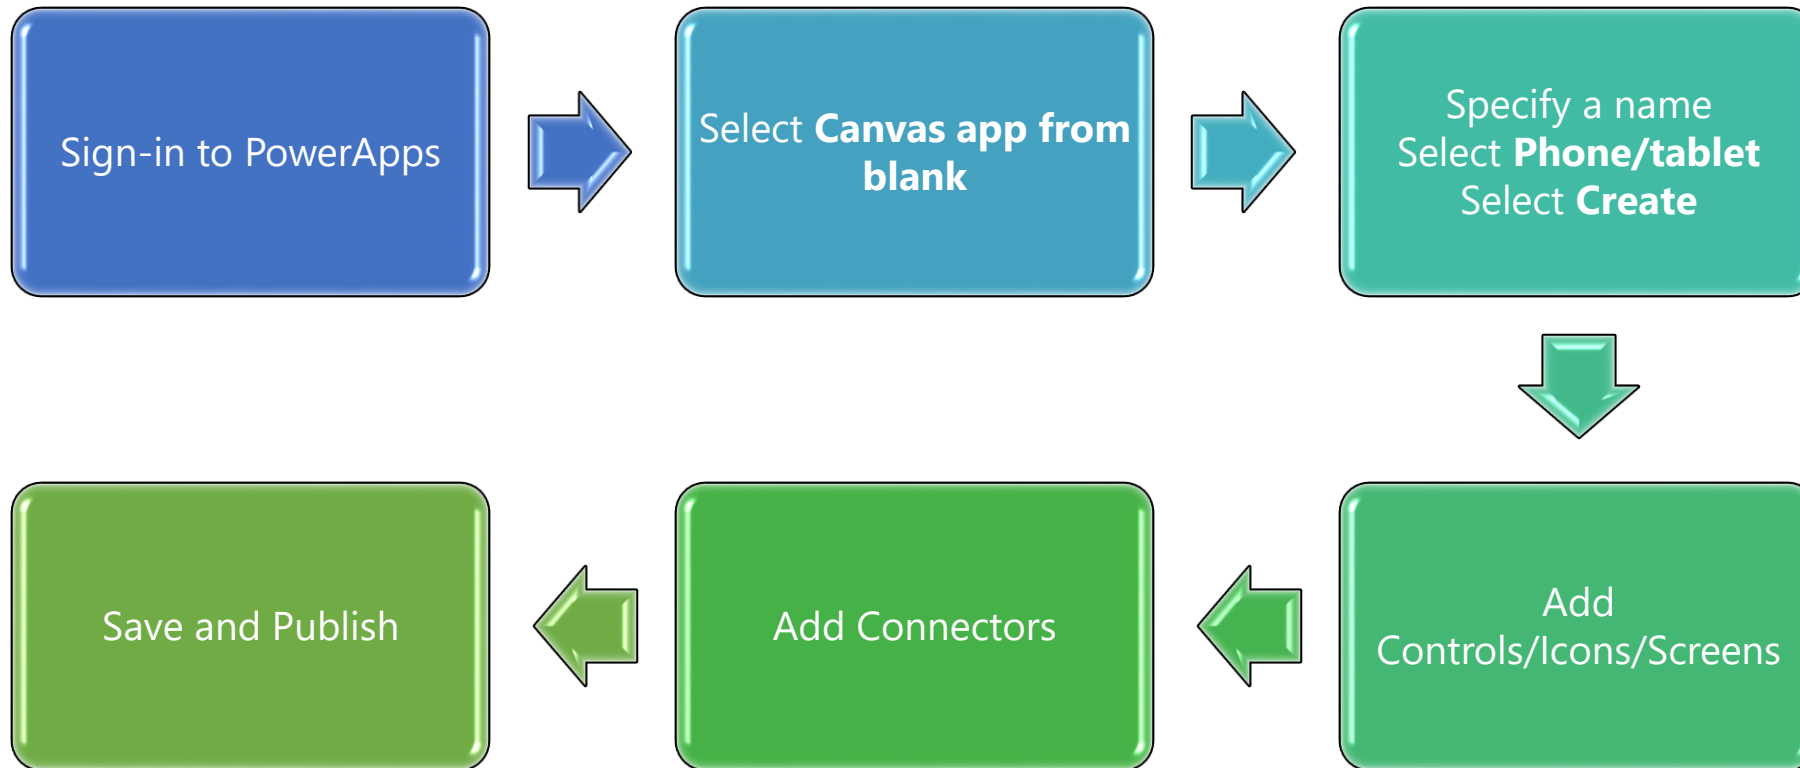 Sign-in to PowerApps
Select Canvas app from
blank
Specify a name
Select Phone/tablet
Select Create
Add
Controls/Icons/Screens
Add Connectors
Save and Publish